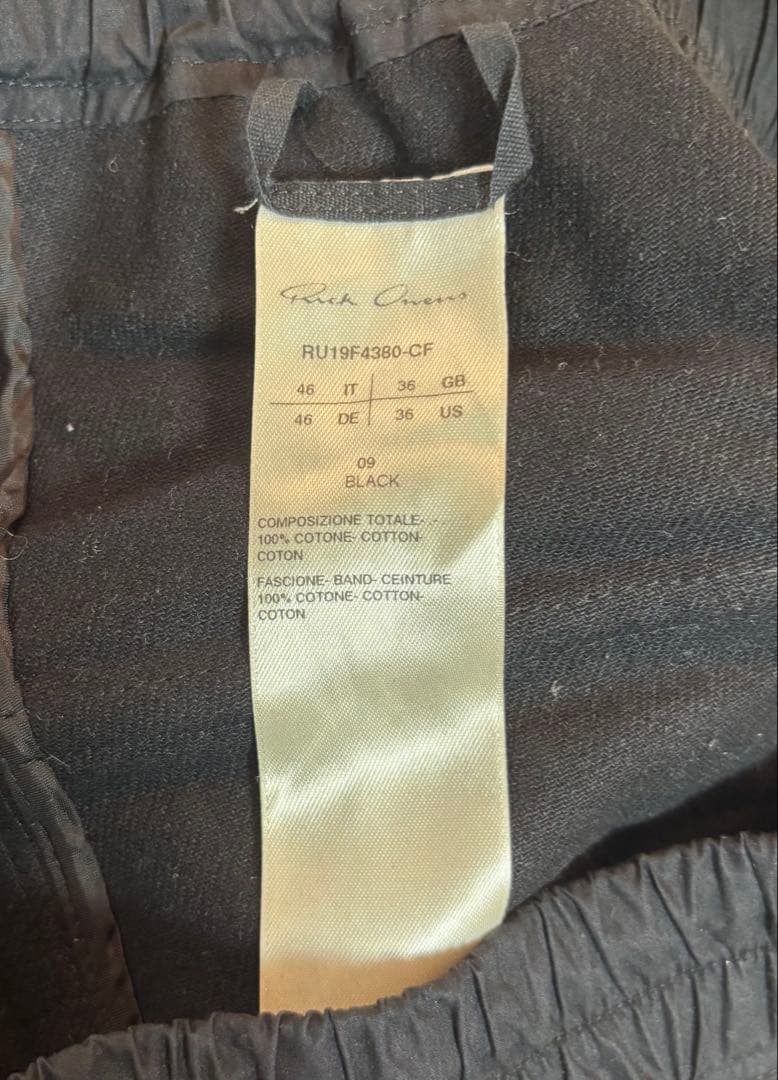 Rick Owens
RU19F4380-CF
46 IT | 36 GB
46 DE | 36 US
09
BLACK
COMPOSIZIONE TOTALE-
100% COTONE- COTTON-
COTON
FASCIONE- BAND- CEINTURE
100% COTONE- COTTON-
COTON